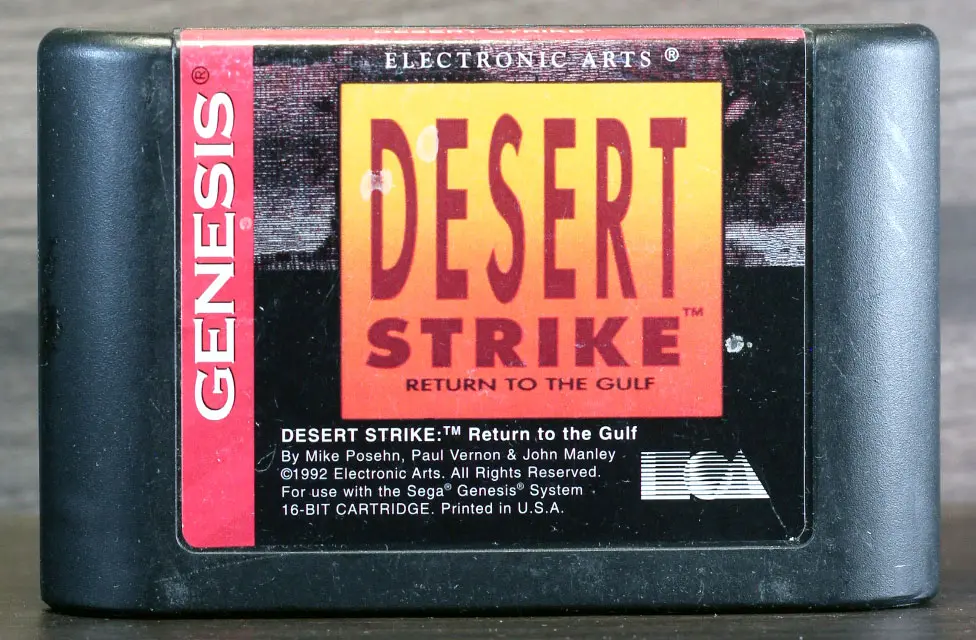 DESERT STRIKE
ELECTRONIC ARTS ®
GENESIS®
DESERT
STRIKE™
RETURN TO THE GULF
DESERT STRIKE:™ Return to the Gulf
By Mike Posehn, Paul Vernon & John Manley
©1992 Electronic Arts. All Rights Reserved.
For use with the Sega® Genesis® System
16-BIT CARTRIDGE. Printed in U.S.A.
EA